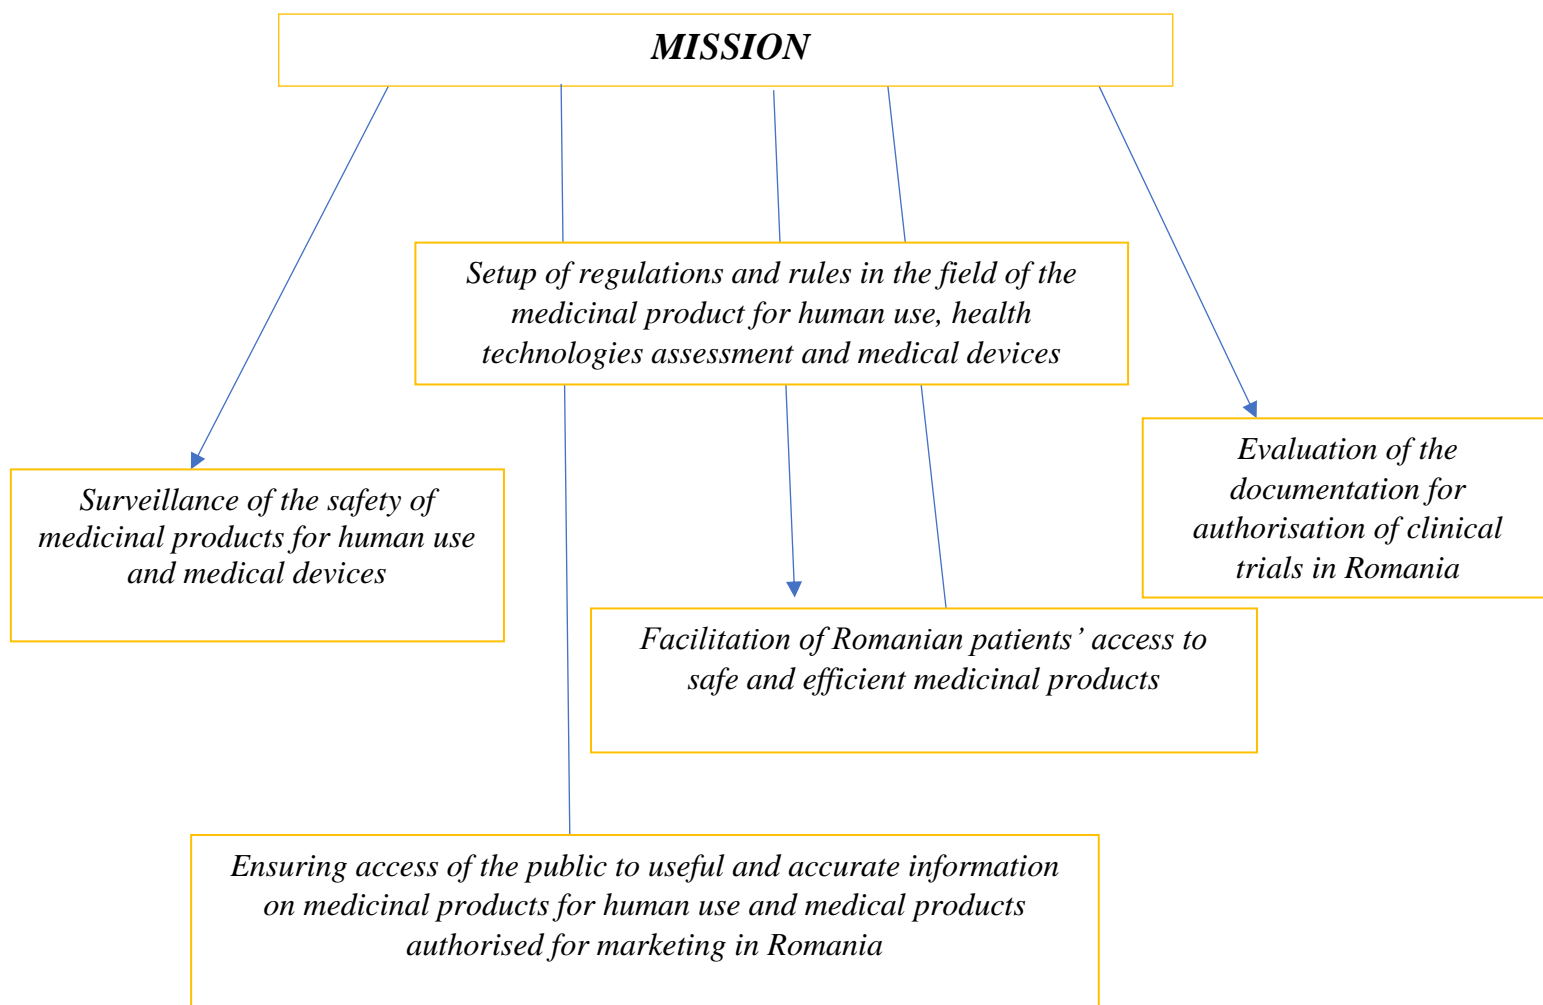 MISSION
Setup of regulations and rules in the field of the
medicinal product for human use, health
technologies assessment and medical devices
Evaluation of the
documentation for
authorisation of clinical
trials in Romania
Surveillance of the safety of
medicinal products for human use
and medical devices
Facilitation of Romanian patients’ access to
safe and efficient medicinal products
Ensuring access of the public to useful and accurate information
on medicinal products for human use and medical products
authorised for marketing in Romania